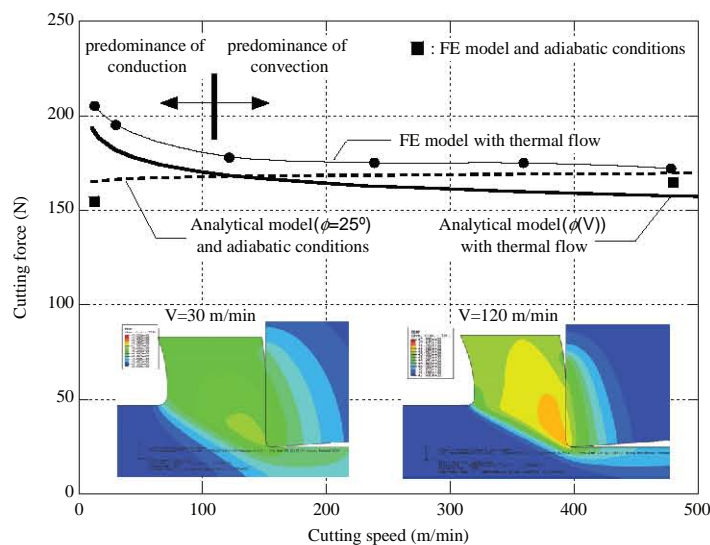 250
200
150
100
50
0
Cutting force (N)
predominance of
conduction
predominance of
convection
■ : FE model and adiabatic conditions
FE model with thermal flow
Analytical model(ϕ=25º)
and adiabatic conditions
Analytical model(ϕ(V))
with thermal flow
V=30 m/min
V=120 m/min
0
100
200
300
400
500
Cutting speed (m/min)